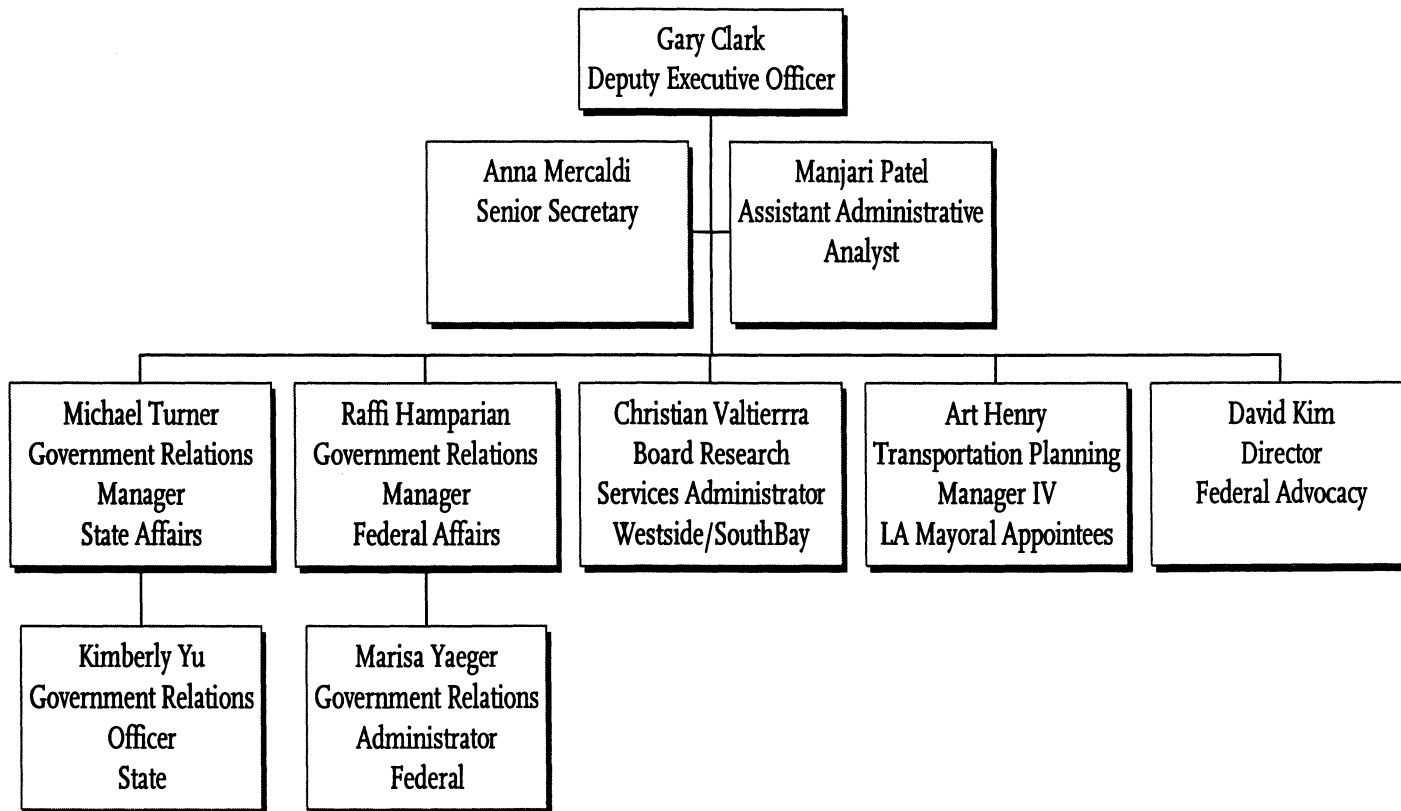 Gary Clark
Deputy Executive Officer
Anna Mercaldi
Senior Secretary
Manjari Patel
Assistant Administrative
Analyst
Michael Turner
Government Relations
Manager
State Affairs
Raffi Hamparian
Government Relations
Manager
Federal Affairs
Christian Valtierrra
Board Research
Services Administrator
Westside/SouthBay
Art Henry
Transportation Planning
Manager IV
LA Mayoral Appointees
David Kim
Director
Federal Advocacy
Kimberly Yu
Government Relations
Officer
State
Marisa Yaeger
Government Relations
Administrator
Federal